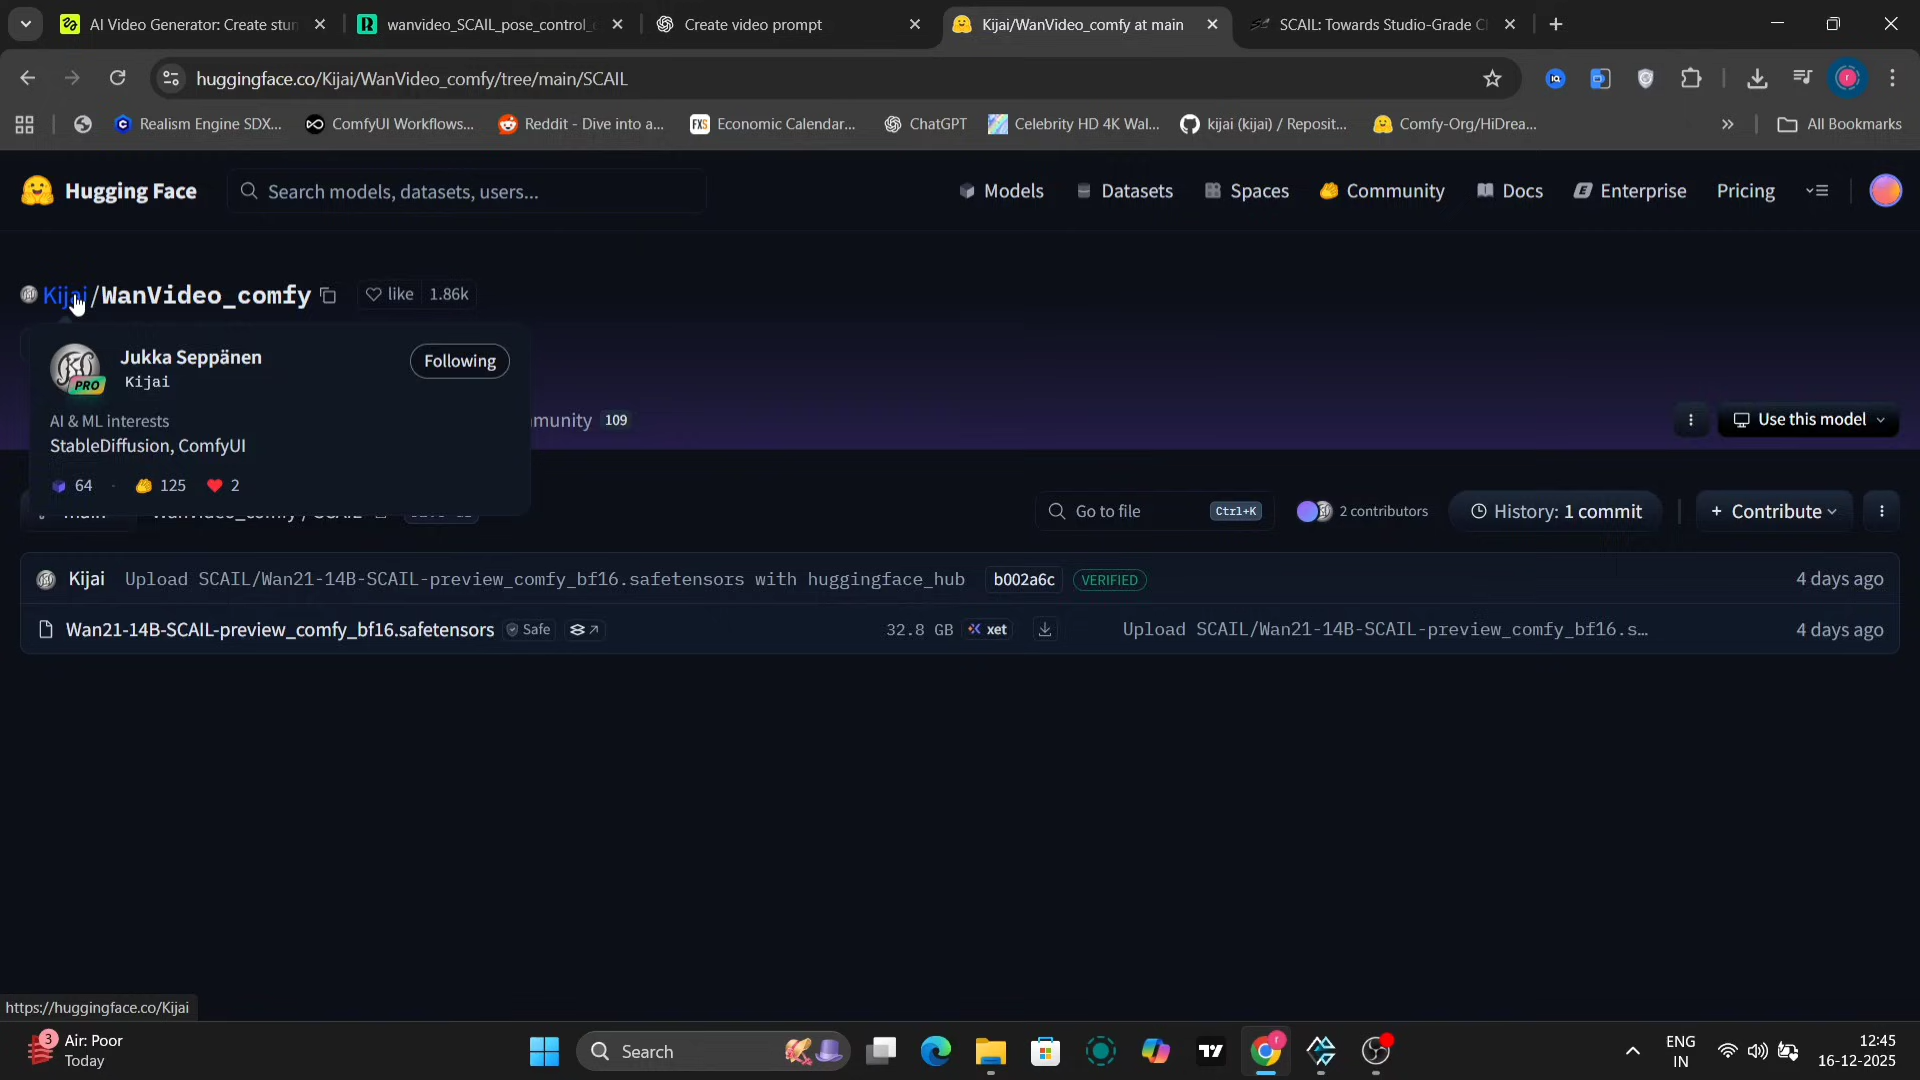 AI Video Generator: Create stun
wanvideo_SCAIL_pose_control_
Create video prompt
Kijai/WanVideo_comfy at main
SCAIL: Towards Studio-Grade C
huggingface.co/Kijai/WanVideo_comfy/tree/main/SCAIL
Realism Engine SDX...
ComfyUI Workflows...
Reddit - Dive into a...
Economic Calendar...
ChatGPT
Celebrity HD 4K Wal...
kijai (kijai) / Reposit...
Comfy-Org/HiDrea...
All Bookmarks
Hugging Face
Search models, datasets, users...
Models
Datasets
Spaces
Community
Docs
Enterprise
Pricing
Kijai/WanVideo_comfy
like 1.86k
Jukka Seppänen
Kijai
PRO
Following
AI & ML interests
StableDiffusion, ComfyUI
64 · 125 2
mmunity 109
Use this model
main
WanVideo_comfy / SCAIL
Go to file Ctrl+K
2 contributors
History: 1 commit
+ Contribute
Kijai Upload SCAIL/Wan21-14B-SCAIL-preview_comfy_bf16.safetensors with huggingface_hub b002a6c VERIFIED 4 days ago
Wan21-14B-SCAIL-preview_comfy_bf16.safetensors Safe 32.8 GB xet Upload SCAIL/Wan21-14B-SCAIL-preview_comfy_bf16.s... 4 days ago
https://huggingface.co/Kijai
3
Air: Poor
Today
Search
ENG
IN
12:45
16-12-2025